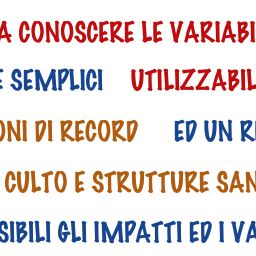 A CONOSCERE LE VARIABI
E SEMPLICI UTILIZZABIL
ONI DI RECORD ED UN R
CULTO E STRUTTURE SAN
SIBILI GLI IMPATTI ED I VA